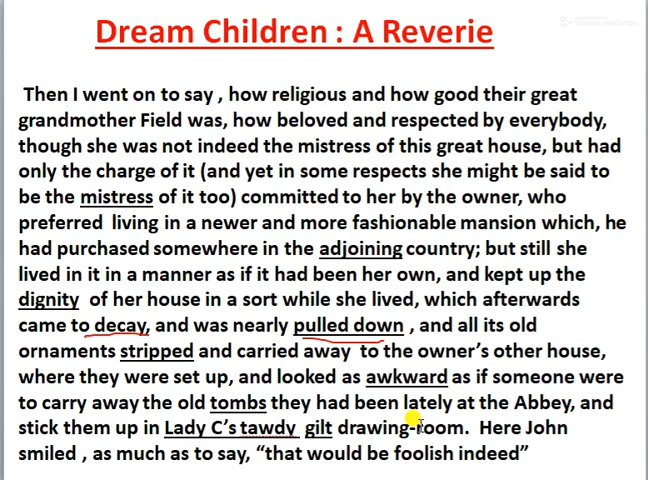 Dream Children : A Reverie
Then I went on to say , how religious and how good their great
grandmother Field was, how beloved and respected by everybody,
though she was not indeed the mistress of this great house, but had
only the charge of it (and yet in some respects she might be said to
be the mistress of it too) committed to her by the owner, who
preferred living in a newer and more fashionable mansion which, he
had purchased somewhere in the adjoining country; but still she
lived in it in a manner as if it had been her own, and kept up the
dignity of her house in a sort while she lived, which afterwards
came to decay, and was nearly pulled down , and all its old
ornaments stripped and carried away to the owner’s other house,
where they were set up, and looked as awkward as if someone were
to carry away the old tombs they had been lately at the Abbey, and
stick them up in Lady C’s tawdy gilt drawing-room. Here John
smiled , as much as to say, “that would be foolish indeed”